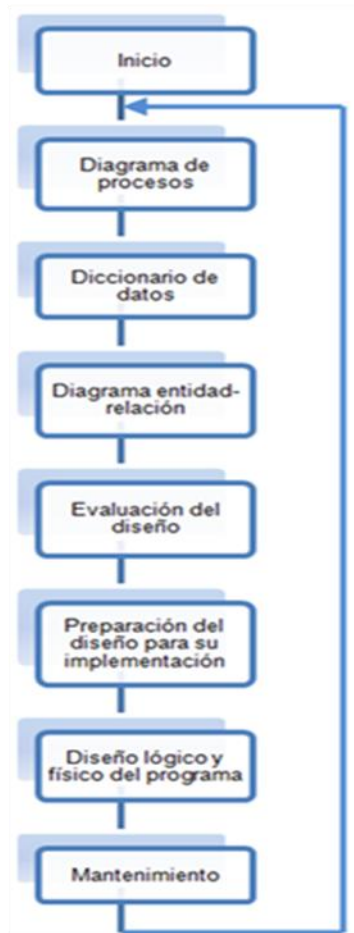 Inicio
Diagrama de
procesos
Diccionario de
datos
Diagrama entidad-
relación
Evaluación del
diseño
Preparación del
diseño para su
implementación
Diseño lógico y
físico del programa
Mantenimiento